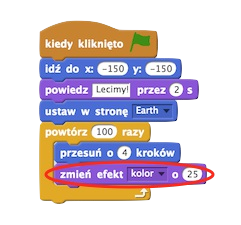 kiedy kliknięto
idź do x: -150 y: -150
powiedz Lecimy! przez 2 s
ustaw w stronę Earth
powtórz 100 razy
przesuń o 4 kroków
zmień efekt kolor o 25